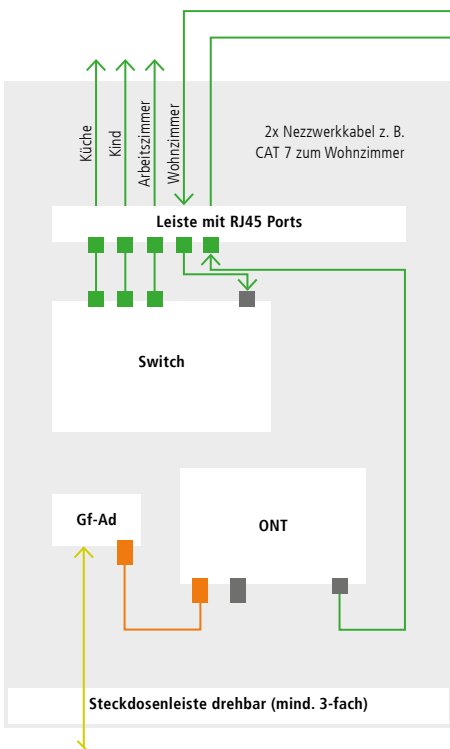 Küche
Kind
Arbeitszimmer
Wohnzimmer
2x Nezzwerkkabel z. B.
CAT 7 zum Wohnzimmer
Leiste mit RJ45 Ports
Switch
Gf-Ad
ONT
Steckdosenleiste drehbar (mind. 3-fach)